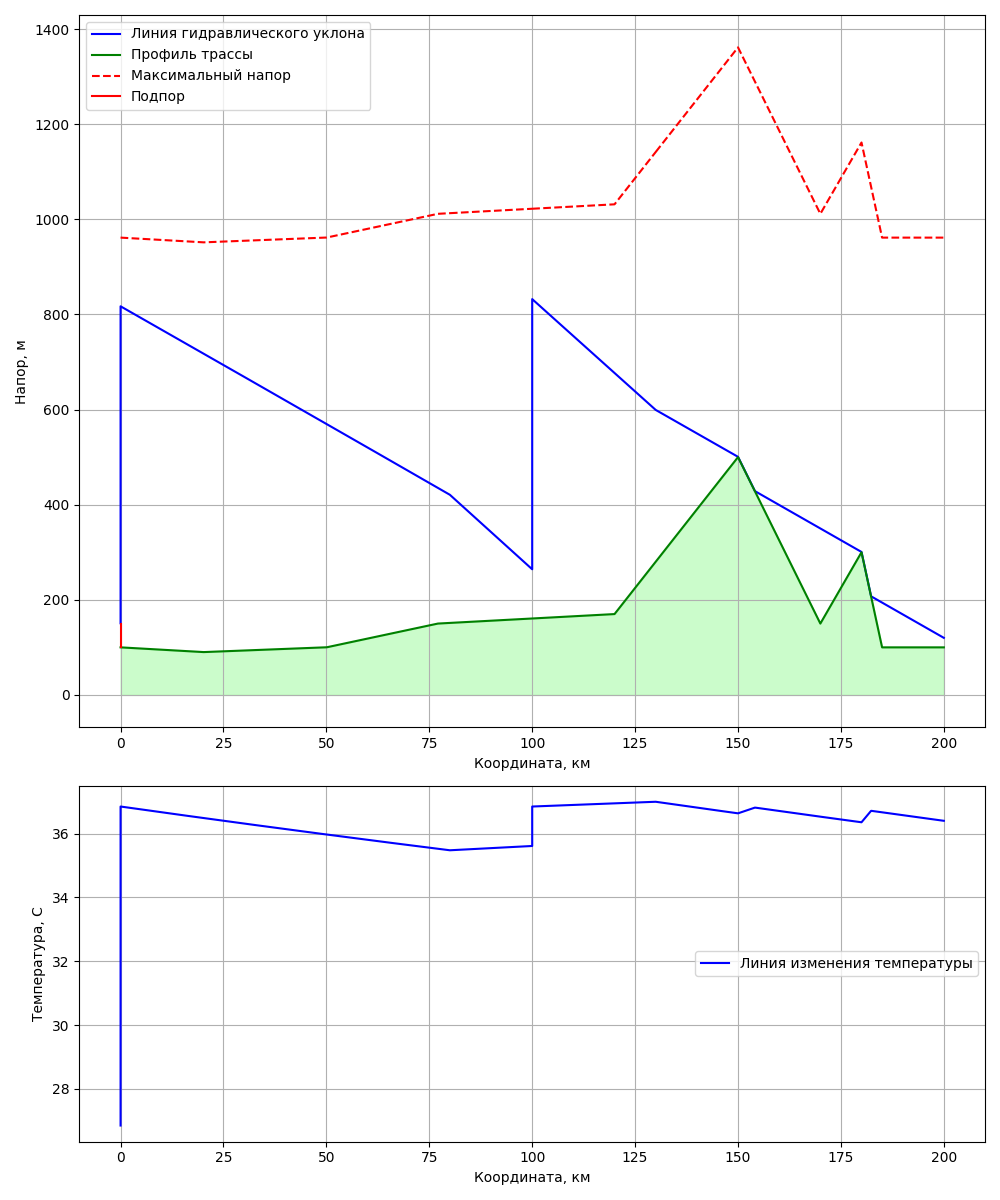 1400
1200
1000
800
600
400
200
0
Напор, м
Линия гидравлического уклона
Профиль трассы
Максимальный напор
Подпор
0 25 50 75 100 125 150 175 200
Координата, км
36
34
32
30
28
Температура, С
Линия изменения температуры
0 25 50 75 100 125 150 175 200
Координата, км